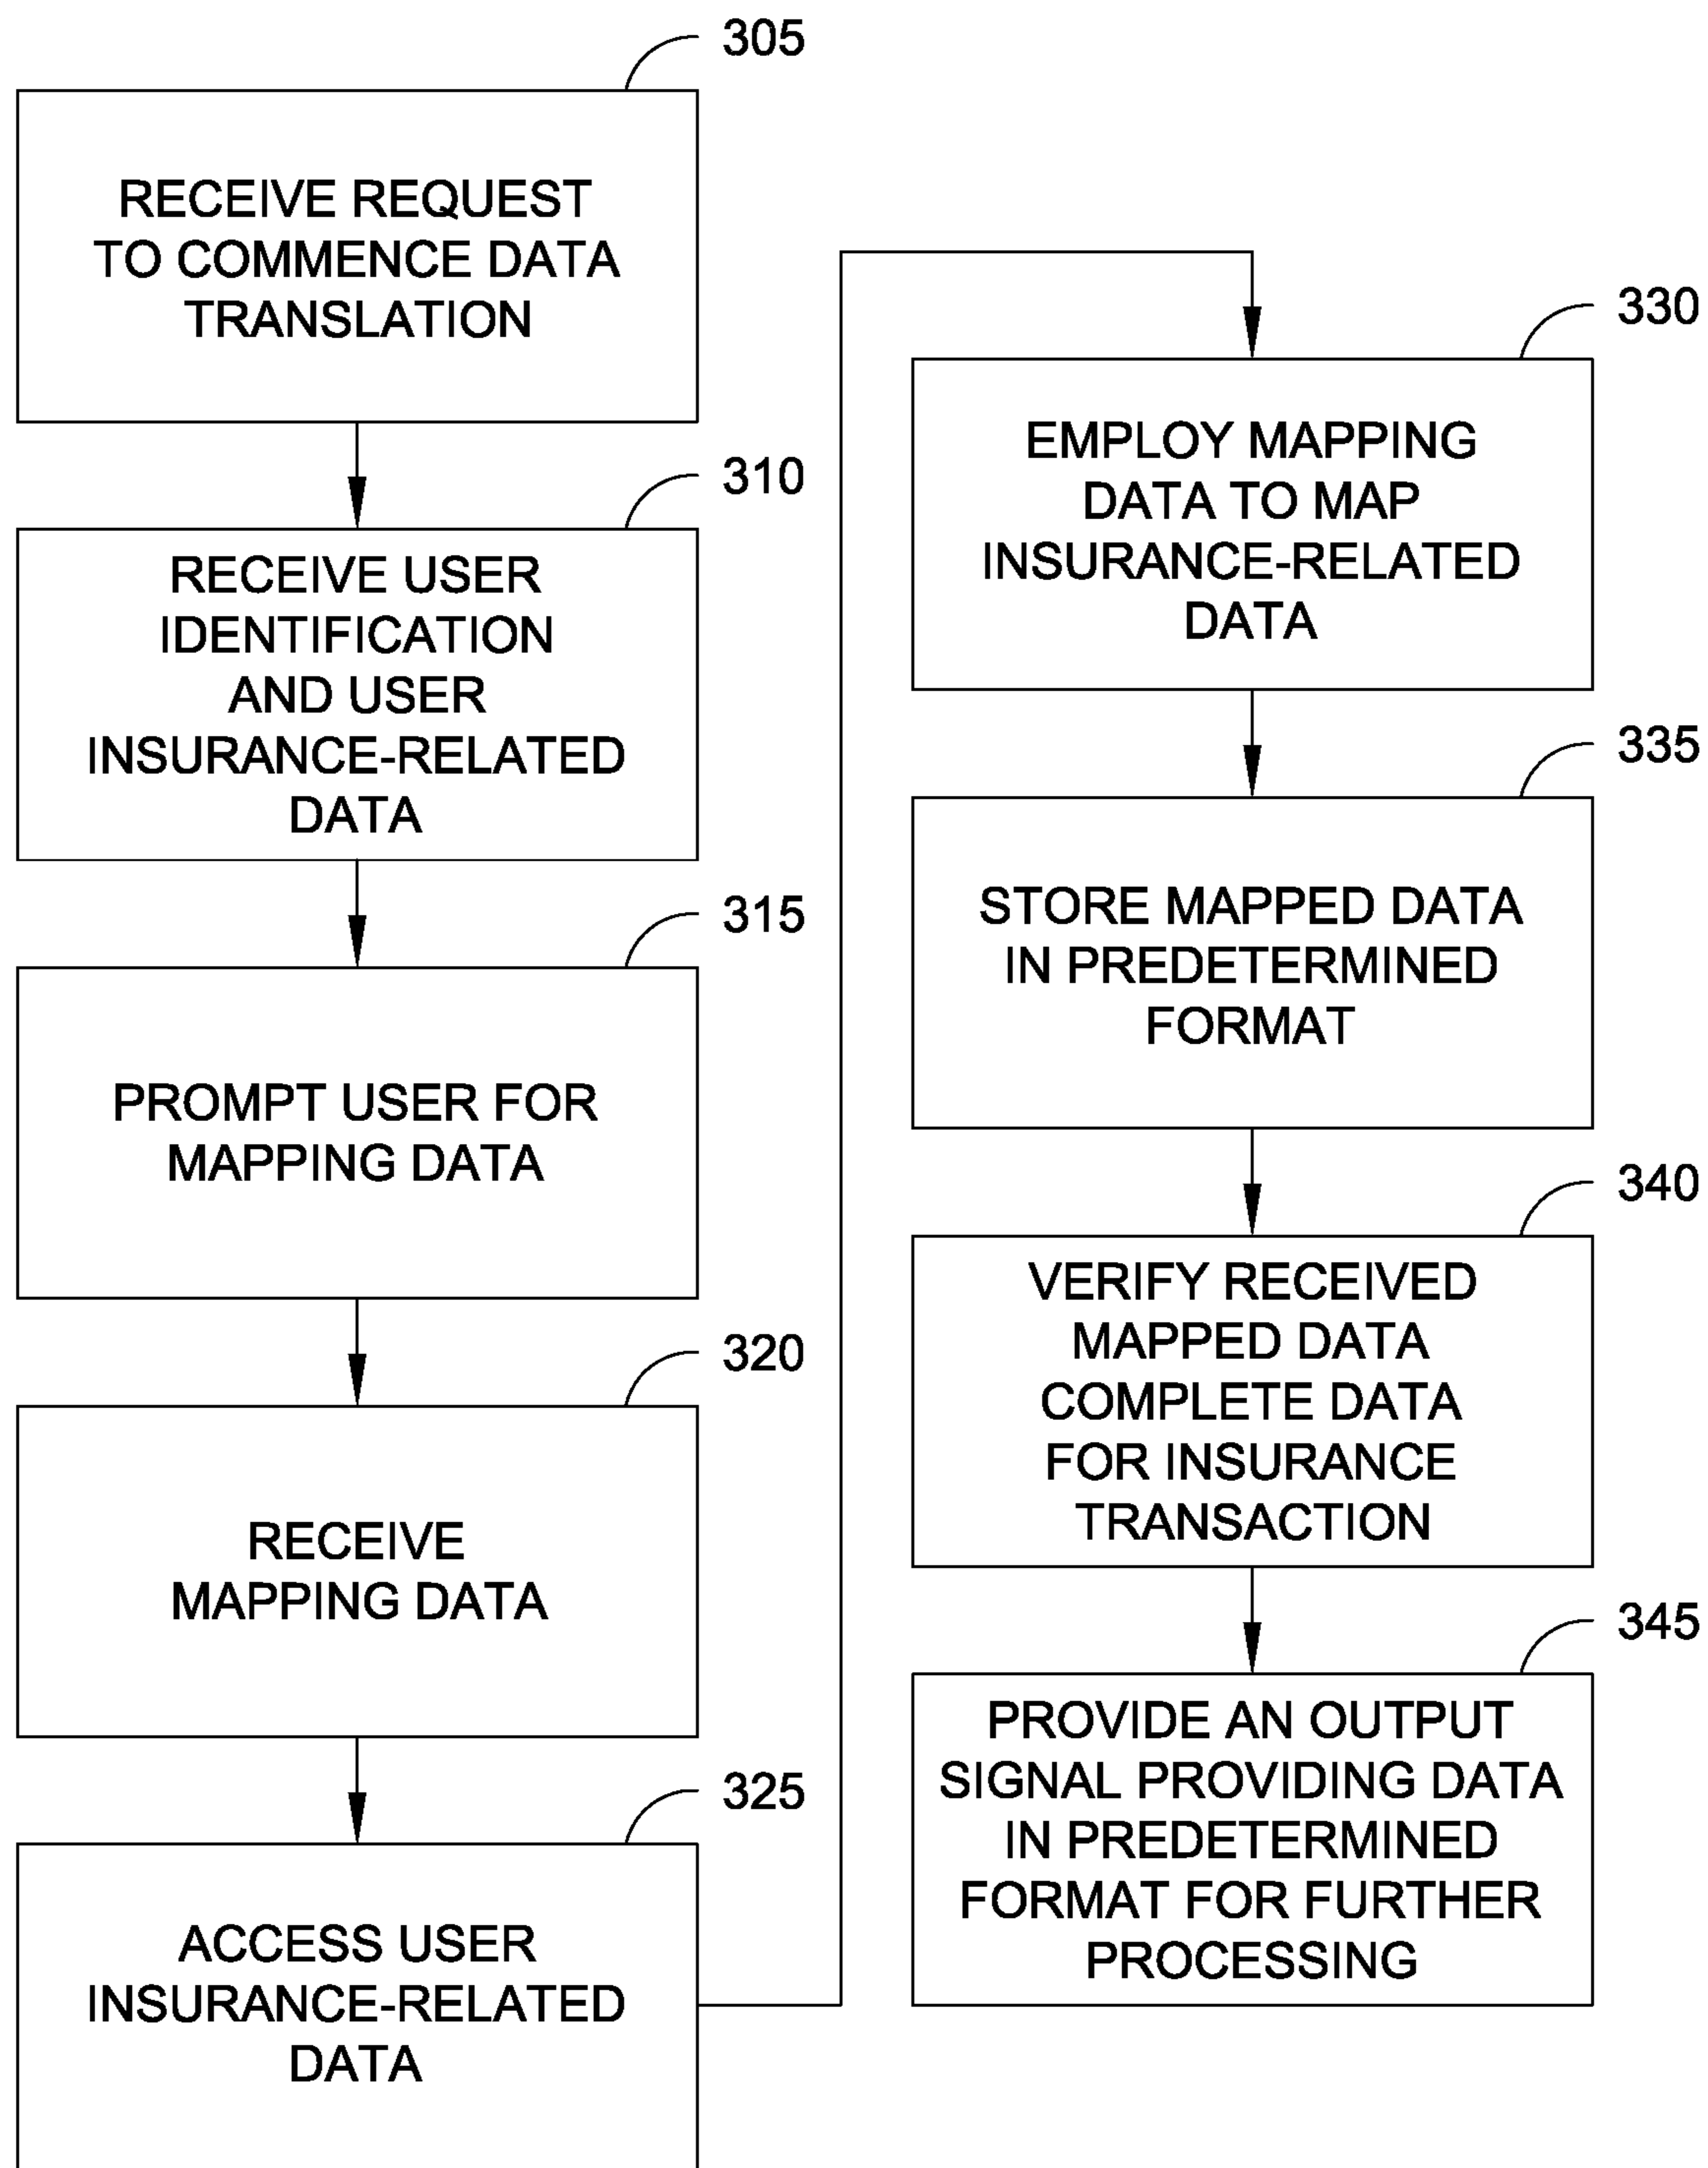 305
RECEIVE REQUEST
TO COMMENCE DATA
TRANSLATION
310
RECEIVE USER
IDENTIFICATION
AND USER
INSURANCE-RELATED
DATA
315
PROMPT USER FOR
MAPPING DATA
320
RECEIVE
MAPPING DATA
325
ACCESS USER
INSURANCE-RELATED
DATA
330
EMPLOY MAPPING
DATA TO MAP
INSURANCE-RELATED
DATA
335
STORE MAPPED DATA
IN PREDETERMINED
FORMAT
340
VERIFY RECEIVED
MAPPED DATA
COMPLETE DATA
FOR INSURANCE
TRANSACTION
345
PROVIDE AN OUTPUT
SIGNAL PROVIDING DATA
IN PREDETERMINED
FORMAT FOR FURTHER
PROCESSING